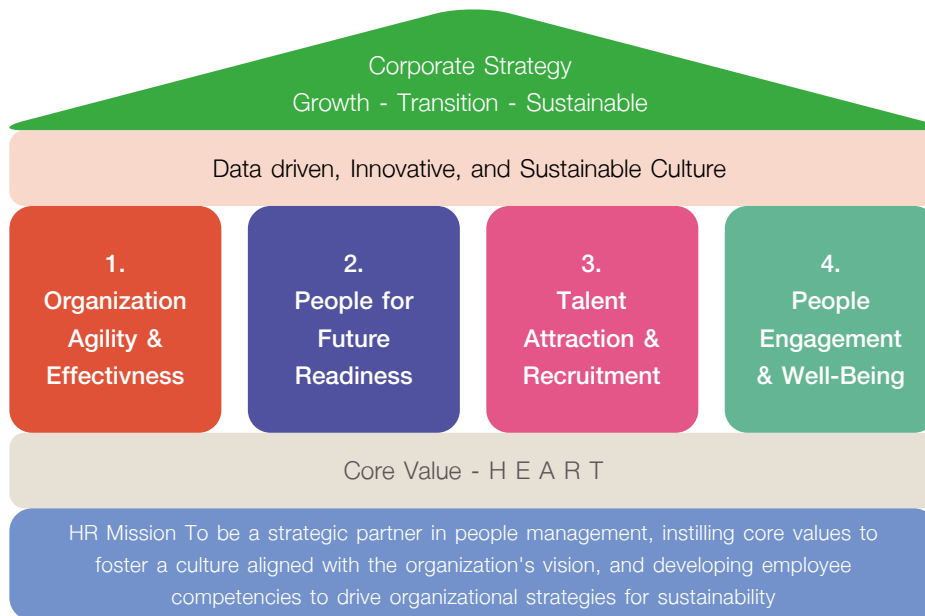 Corporate Strategy
Growth - Transition - Sustainable
Data driven, Innovative, and Sustainable Culture
1.
Organization
Agility &
Effectivness
2.
People for
Future
Readiness
3.
Talent
Attraction &
Recruitment
4.
People
Engagement
& Well-Being
Core Value - H E A R T
HR Mission To be a strategic partner in people management, instilling core values to
foster a culture aligned with the organization's vision, and developing employee
competencies to drive organizational strategies for sustainability